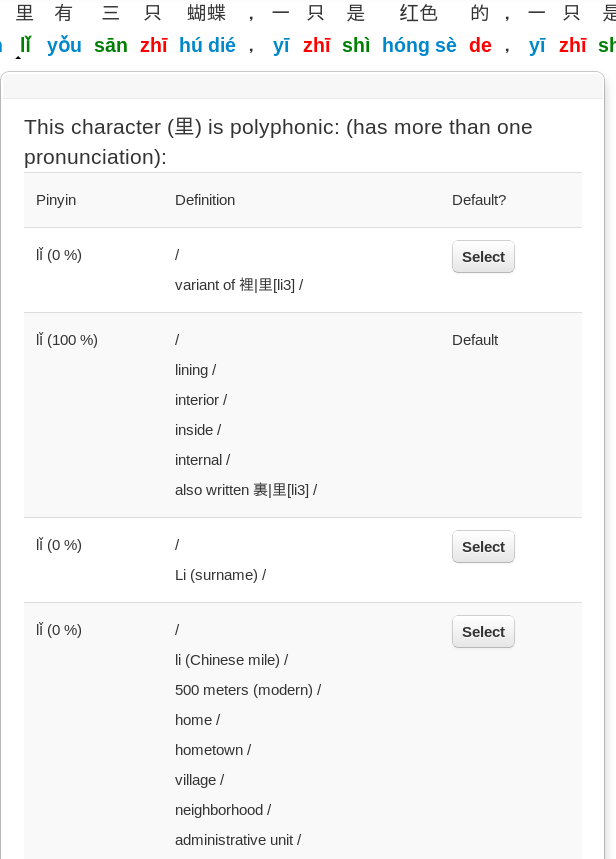 里 有 三 只 蝴蝶 ， 一 只 是 红色 的 ， 一 只 是
lǐ yǒu sān zhī hú dié ， yī zhī shì hóng sè de ， yī zhī sh
This character (里) is polyphonic: (has more than one
pronunciation):
Pinyin Definition Default?
lǐ (0 %) / Select
variant of 裡|里[li3] /
lǐ (100 %) / Default
lining /
interior /
inside /
internal /
also written 裏|里[li3] /
lǐ (0 %) / Select
Li (surname) /
lǐ (0 %) / Select
li (Chinese mile) /
500 meters (modern) /
home /
hometown /
village /
neighborhood /
administrative unit /